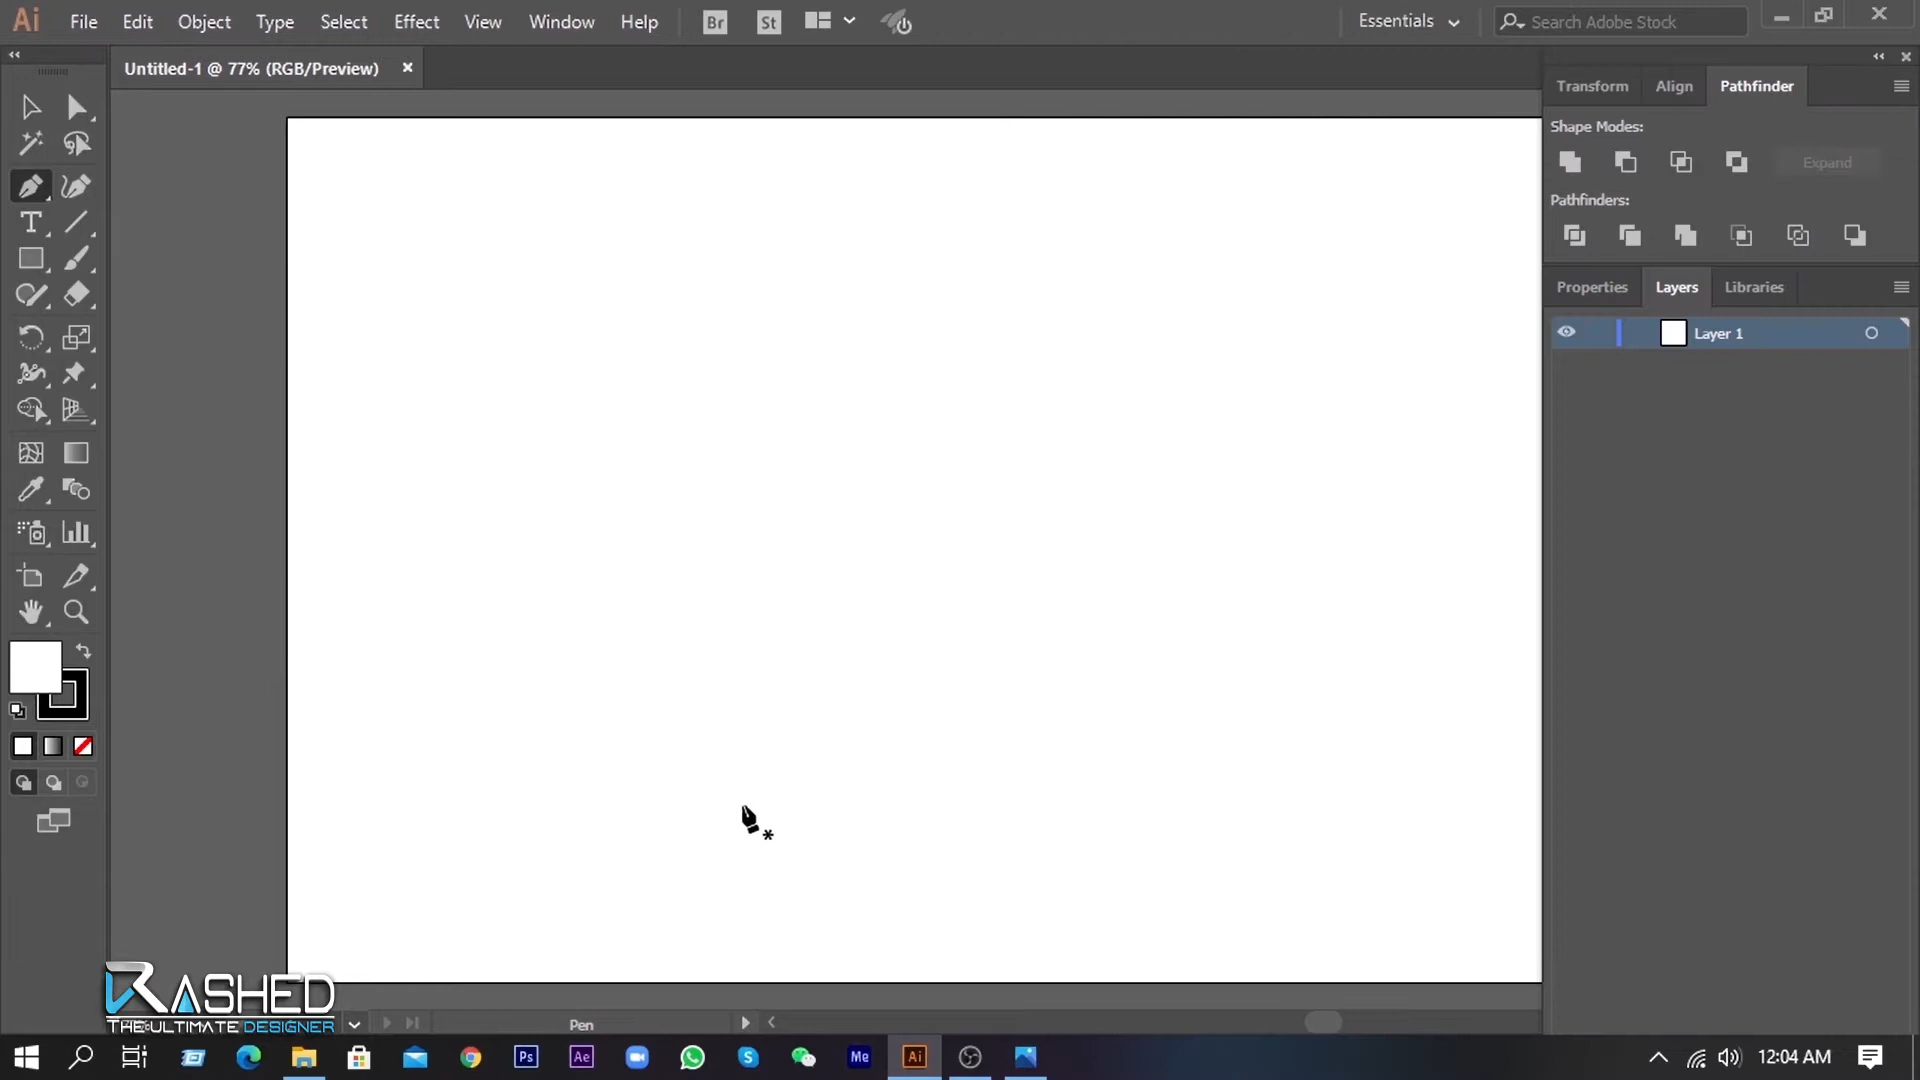 Ai File Edit Object Type Select Effect View Window Help Br St Essentials Search Adobe Stock
Untitled-1 @ 77% (RGB/Preview)
Transform Align Pathfinder
Shape Modes:
Expand
Pathfinders:
Properties Layers Libraries
Layer 1
T
RASHED
THE ULTIMATE DESIGNER
Pen
Ps Ae Me Ai 12:04 AM